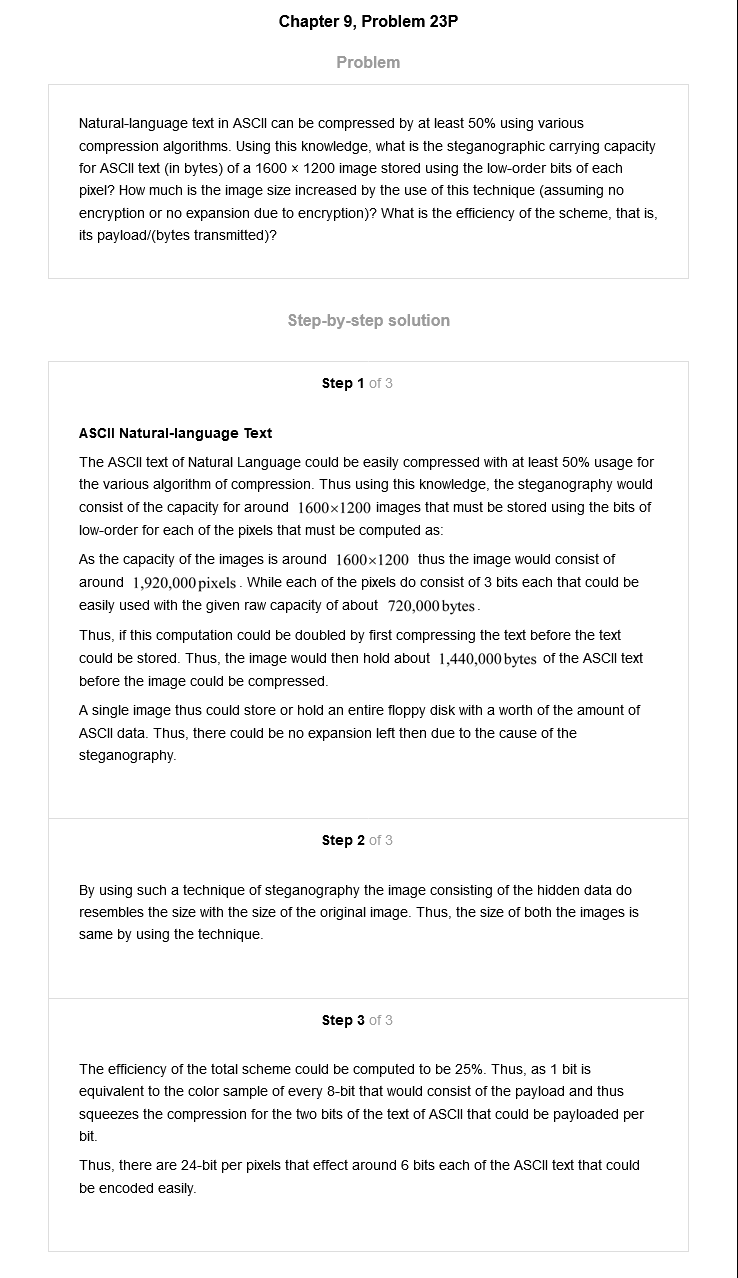 Chapter 9, Problem 23P
Problem
Natural-language text in ASCII can be compressed by at least 50% using various
compression algorithms. Using this knowledge, what is the steganographic carrying capacity
for ASCII text (in bytes) of a 1600 × 1200 image stored using the low-order bits of each
pixel? How much is the image size increased by the use of this technique (assuming no
encryption or no expansion due to encryption)? What is the efficiency of the scheme, that is,
its payload/(bytes transmitted)?
Step-by-step solution
Step 1 of 3
ASCII Natural-language Text
The ASCII text of Natural Language could be easily compressed with at least 50% usage for
the various algorithm of compression. Thus using this knowledge, the steganography would
consist of the capacity for around 1600×1200 images that must be stored using the bits of
low-order for each of the pixels that must be computed as:
As the capacity of the images is around 1600×1200 thus the image would consist of
around 1,920,000 pixels. While each of the pixels do consist of 3 bits each that could be
easily used with the given raw capacity of about 720,000 bytes.
Thus, if this computation could be doubled by first compressing the text before the text
could be stored. Thus, the image would then hold about 1,440,000 bytes of the ASCII text
before the image could be compressed.
A single image thus could store or hold an entire floppy disk with a worth of the amount of
ASCII data. Thus, there could be no expansion left then due to the cause of the
steganography.
Step 2 of 3
By using such a technique of steganography the image consisting of the hidden data do
resembles the size with the size of the original image. Thus, the size of both the images is
same by using the technique.
Step 3 of 3
The efficiency of the total scheme could be computed to be 25%. Thus, as 1 bit is
equivalent to the color sample of every 8-bit that would consist of the payload and thus
squeezes the compression for the two bits of the text of ASCII that could be payloaded per
bit.
Thus, there are 24-bit per pixels that effect around 6 bits each of the ASCII text that could
be encoded easily.